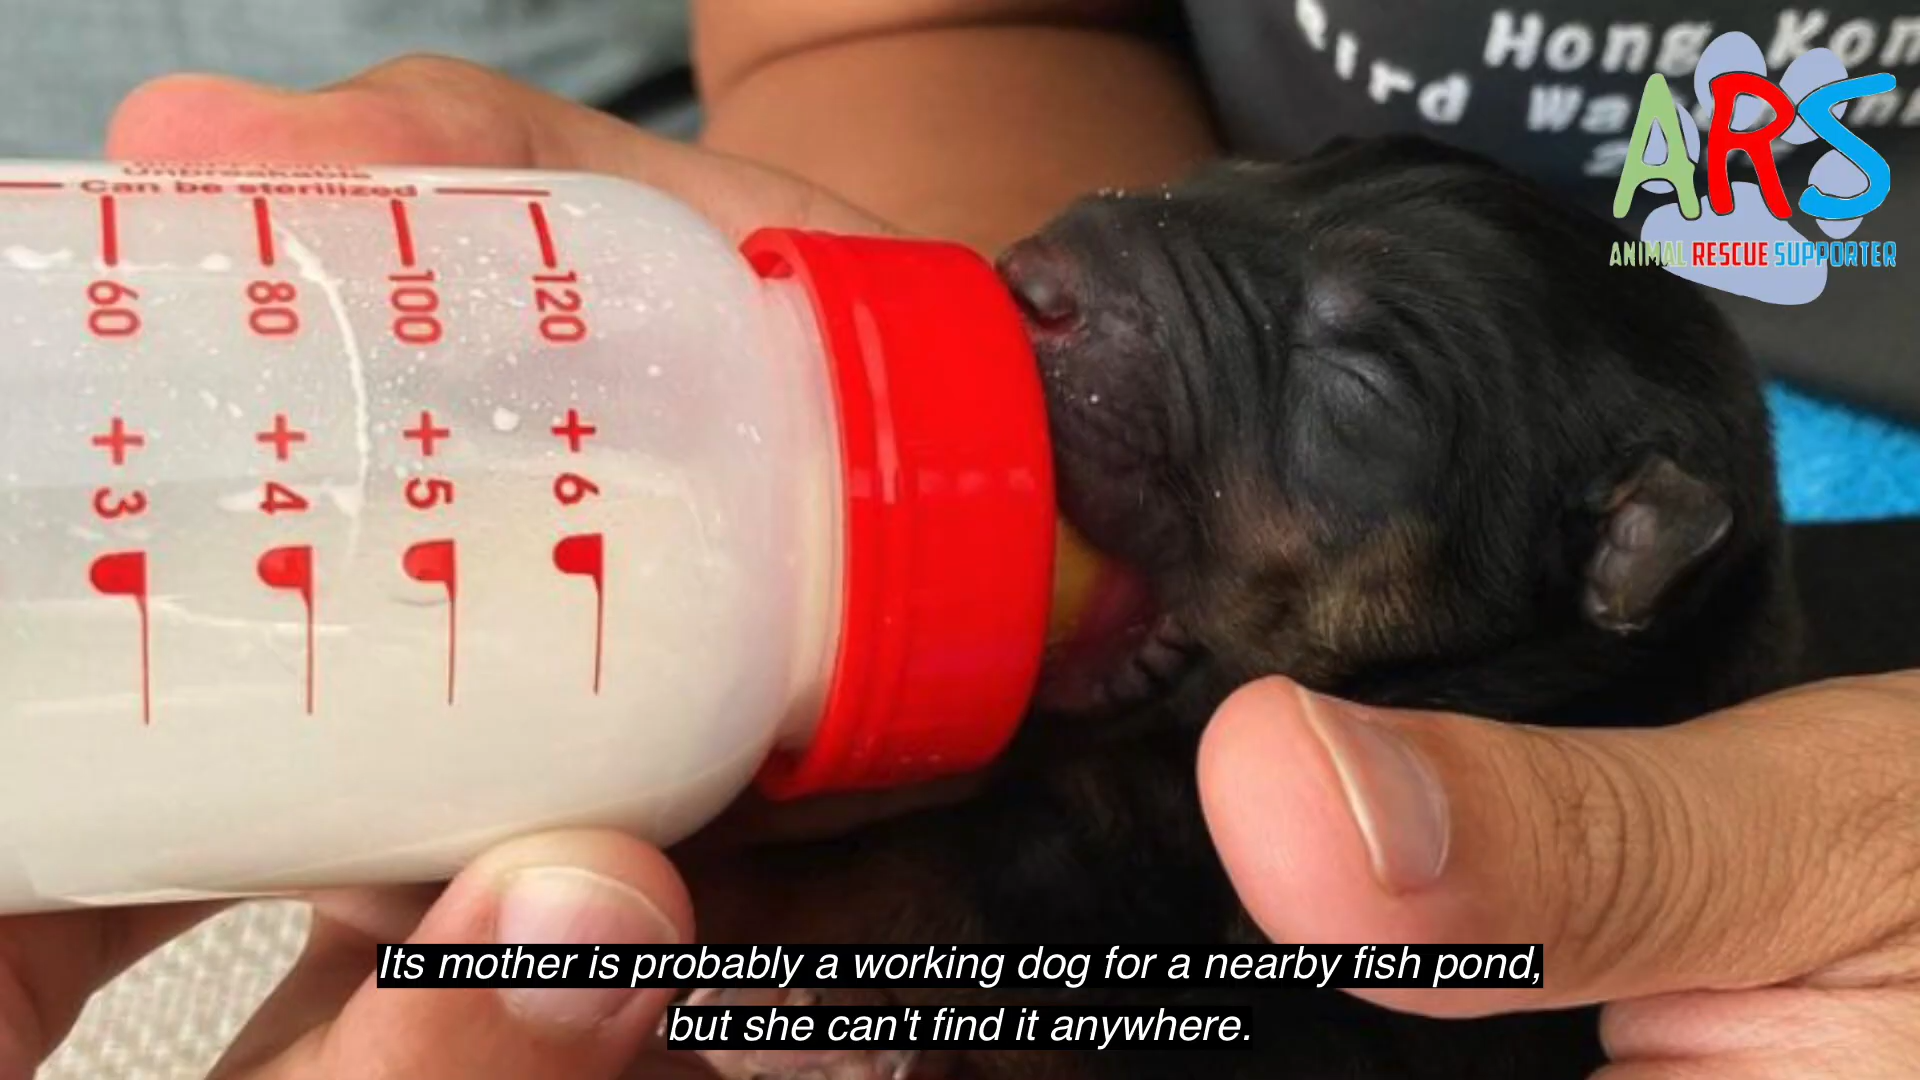 Hong Kon
ird Wa
ARS
ANIMAL RESCUE SUPPORTER
Unbreakable
Can be sterilized
60 80 100 120
+3 +4 +5 +6
Its mother is probably a working dog for a nearby fish pond,
but she can't find it anywhere.